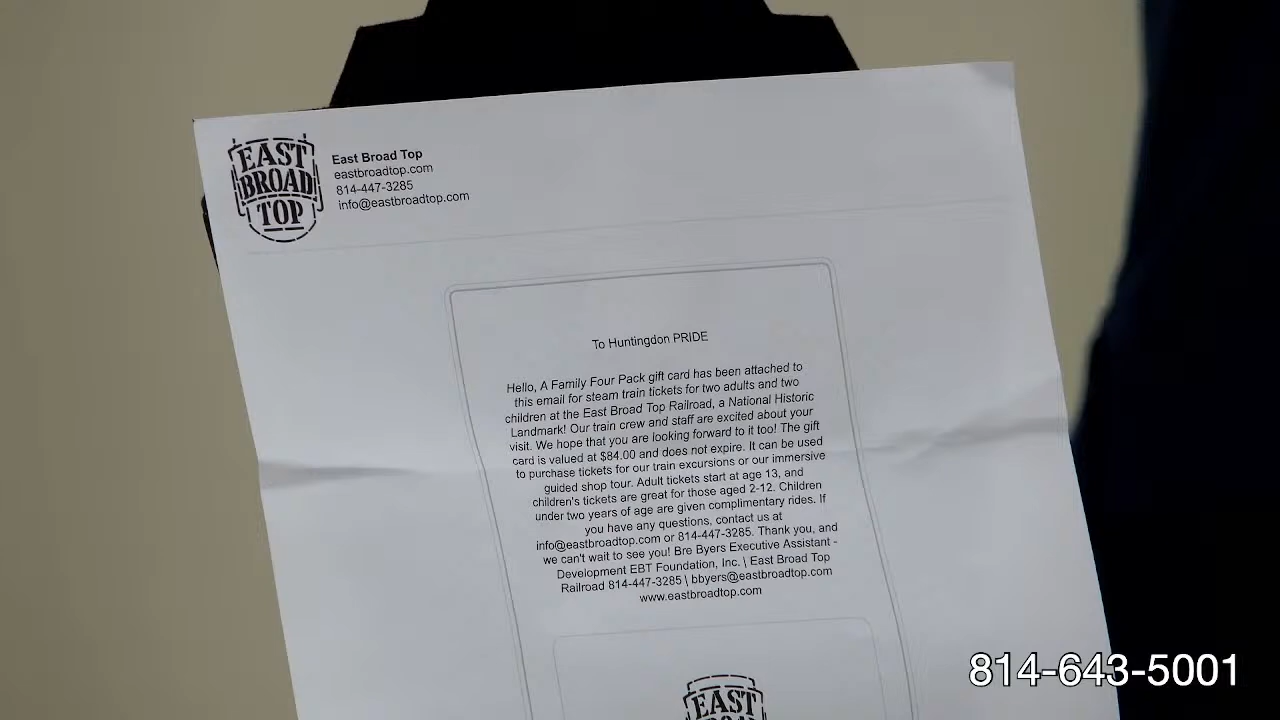 EAST
BROAD
TOP
East Broad Top
eastbroadtop.com
814-447-3285
info@eastbroadtop.com
To Huntingdon PRIDE
Hello, A Family Four Pack gift card has been attached to
this email for steam train tickets for two adults and two
children at the East Broad Top Railroad, a National Historic
Landmark! Our train crew and staff are excited about your
visit. We hope that you are looking forward to it too! The gift
card is valued at $84.00 and does not expire. It can be used
to purchase tickets for our train excursions or our immersive
guided shop tour. Adult tickets start at age 13, and
children's tickets are great for those aged 2-12. Children
under two years of age are given complimentary rides. If
you have any questions, contact us at
info@eastbroadtop.com or 814-447-3285. Thank you, and
we can't wait to see you! Bre Byers Executive Assistant -
Development EBT Foundation, Inc. | East Broad Top
Railroad 814-447-3285 | bbyers@eastbroadtop.com
www.eastbroadtop.com
EAST
BROAD
814-643-5001